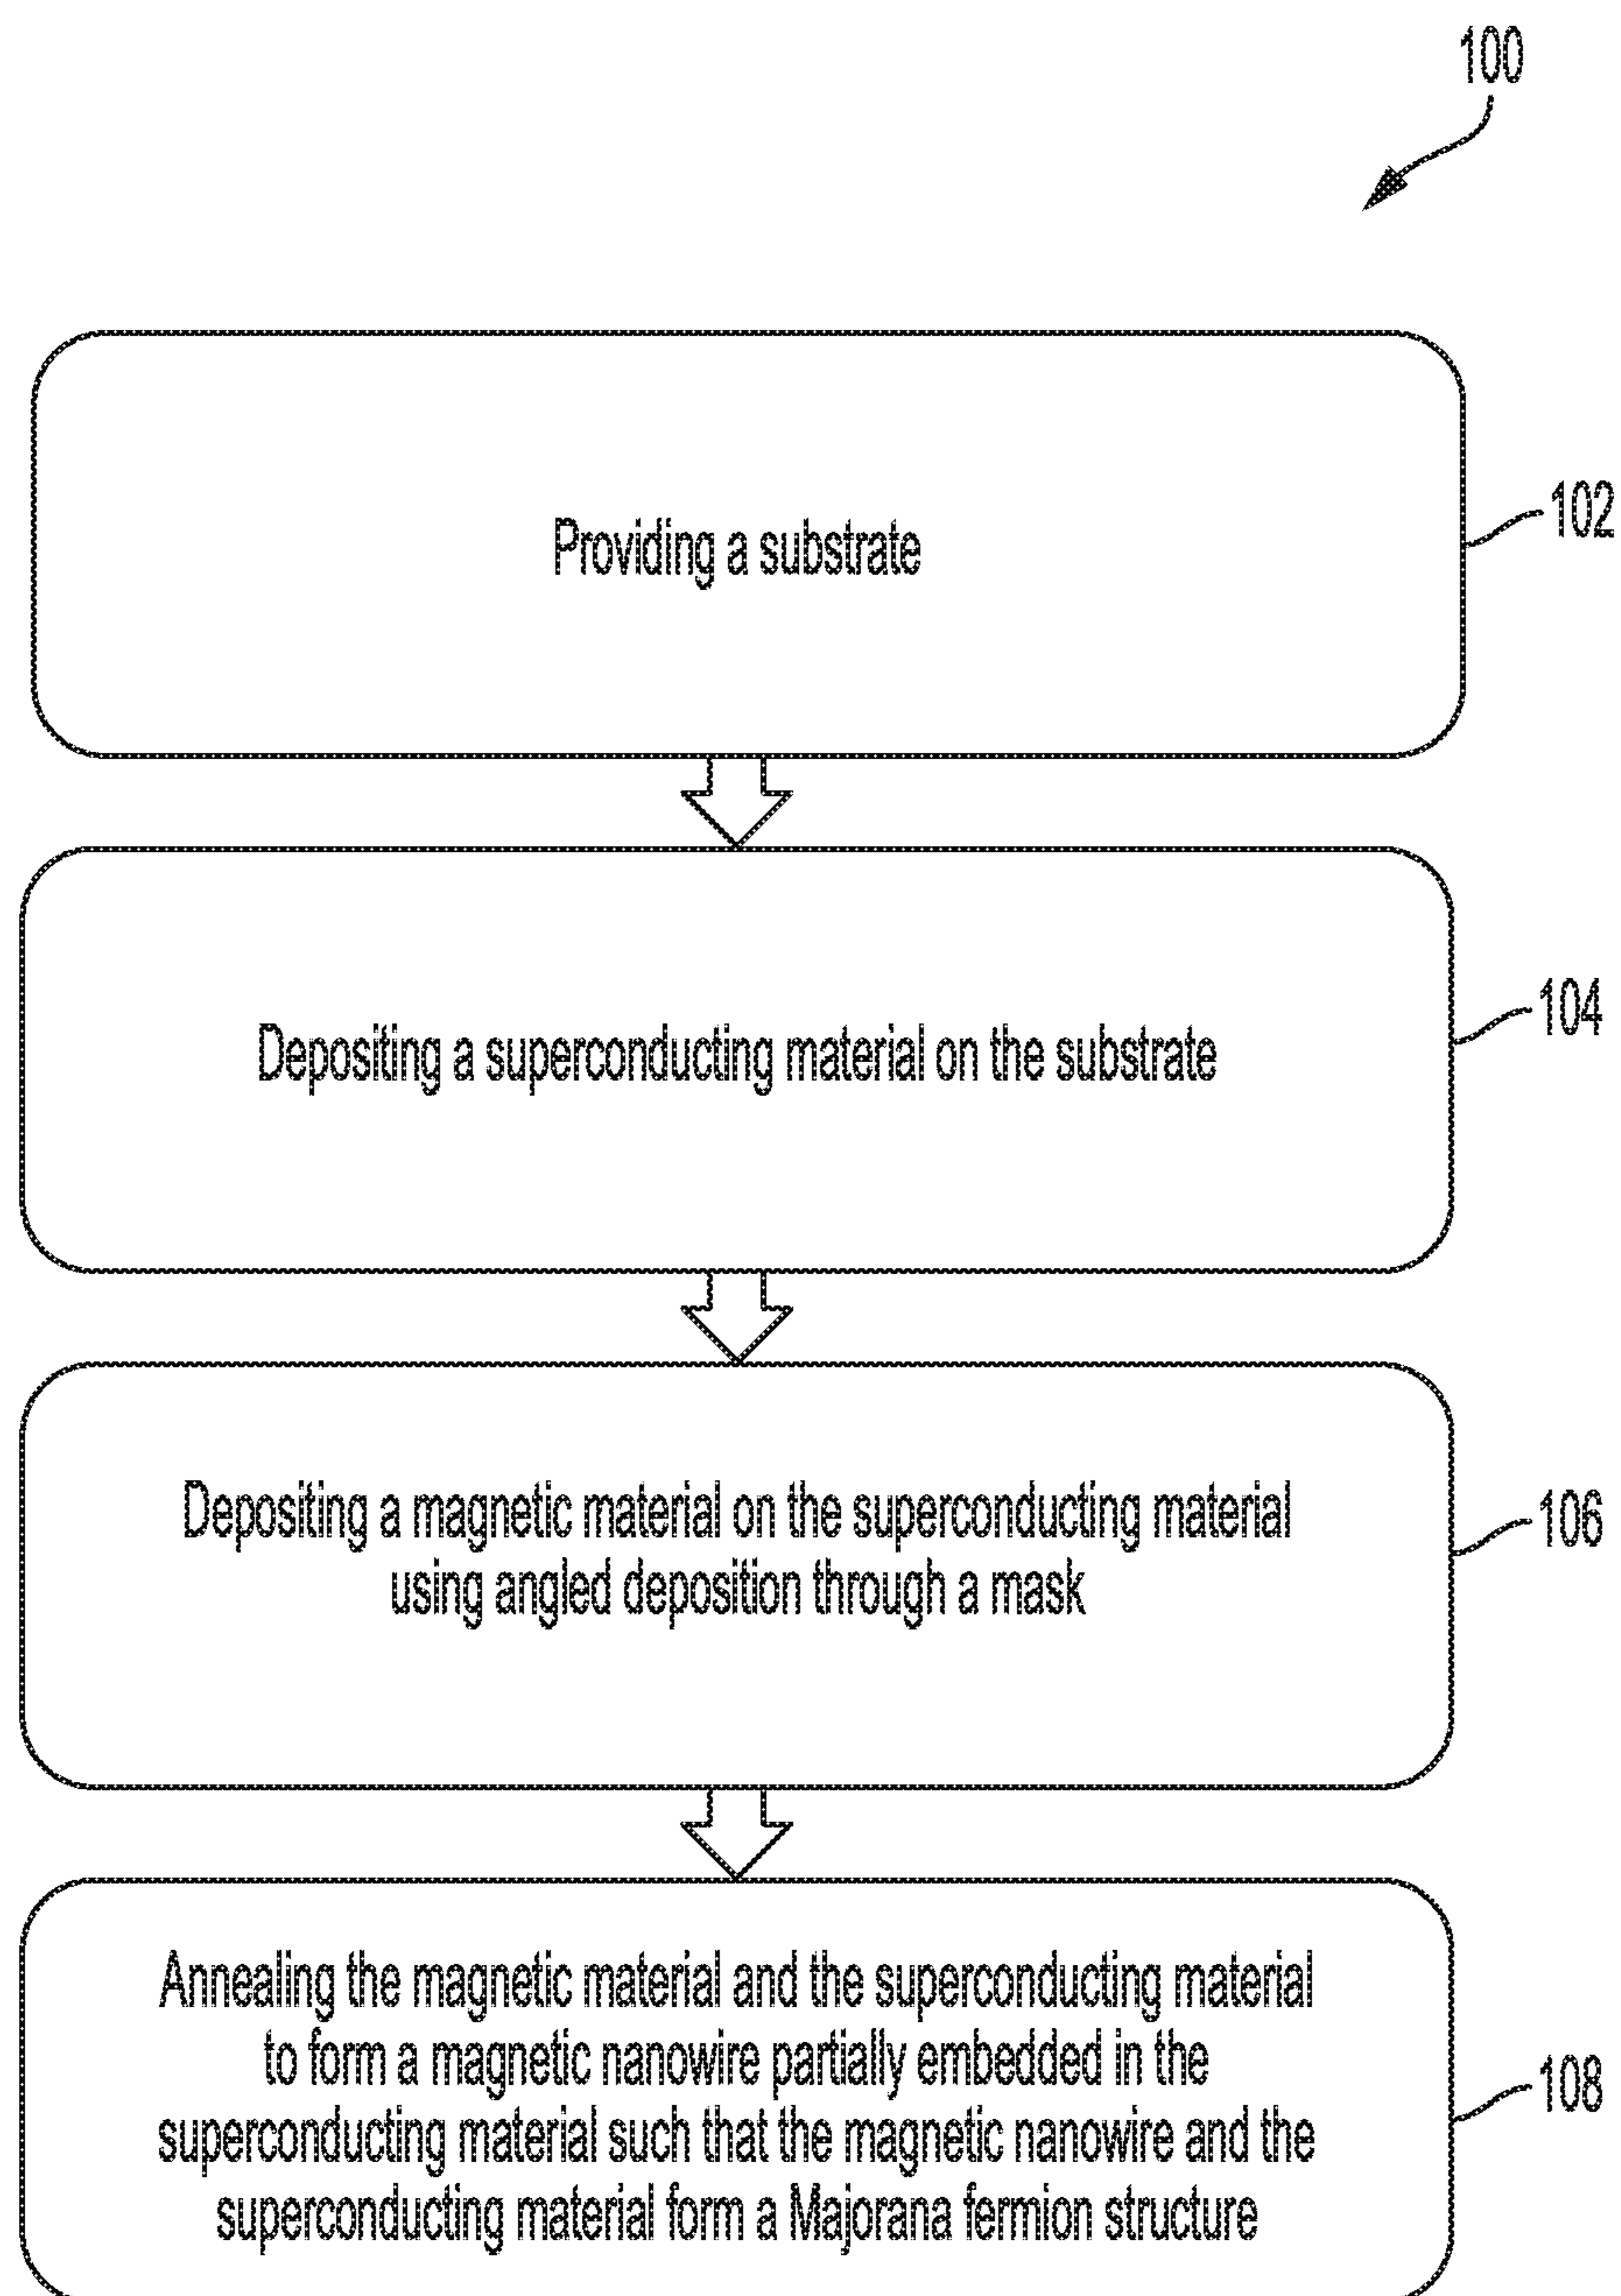 100
Providing a substrate
102
Depositing a superconducting material on the substrate
104
Depositing a magnetic material on the superconducting material
using angled deposition through a mask
106
Annealing the magnetic material and the superconducting material
to form a magnetic nanowire partially embedded in the
superconducting material such that the magnetic nanowire and the
superconducting material form a Majorana fermion structure
108